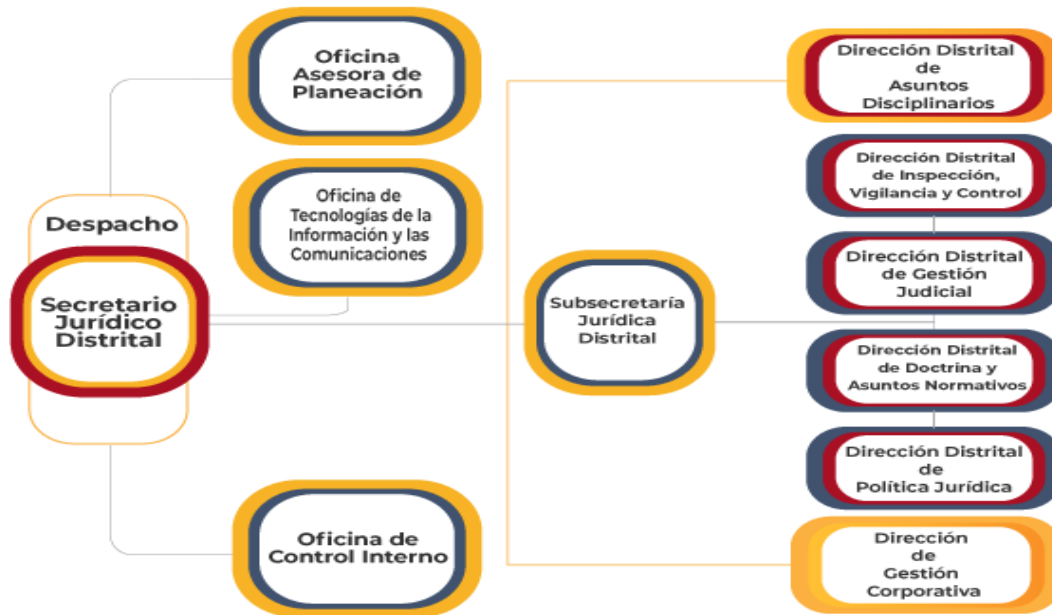 Despacho
Secretario
Jurídico
Distrital
Oficina
Asesora de
Planeación
Oficina de
Tecnologías de la
Información y las
Comunicaciones
Oficina de
Control Interno
Subsecretaría
Jurídica
Distrital
Dirección Distrital
de
Asuntos
Disciplinarios
Dirección Distrital
de Inspección,
Vigilancia y Control
Dirección Distrital
de Gestión
Judicial
Dirección Distrital
de Doctrina y
Asuntos Normativos
Dirección Distrital
de
Política Jurídica
Dirección
de
Gestión
Corporativa